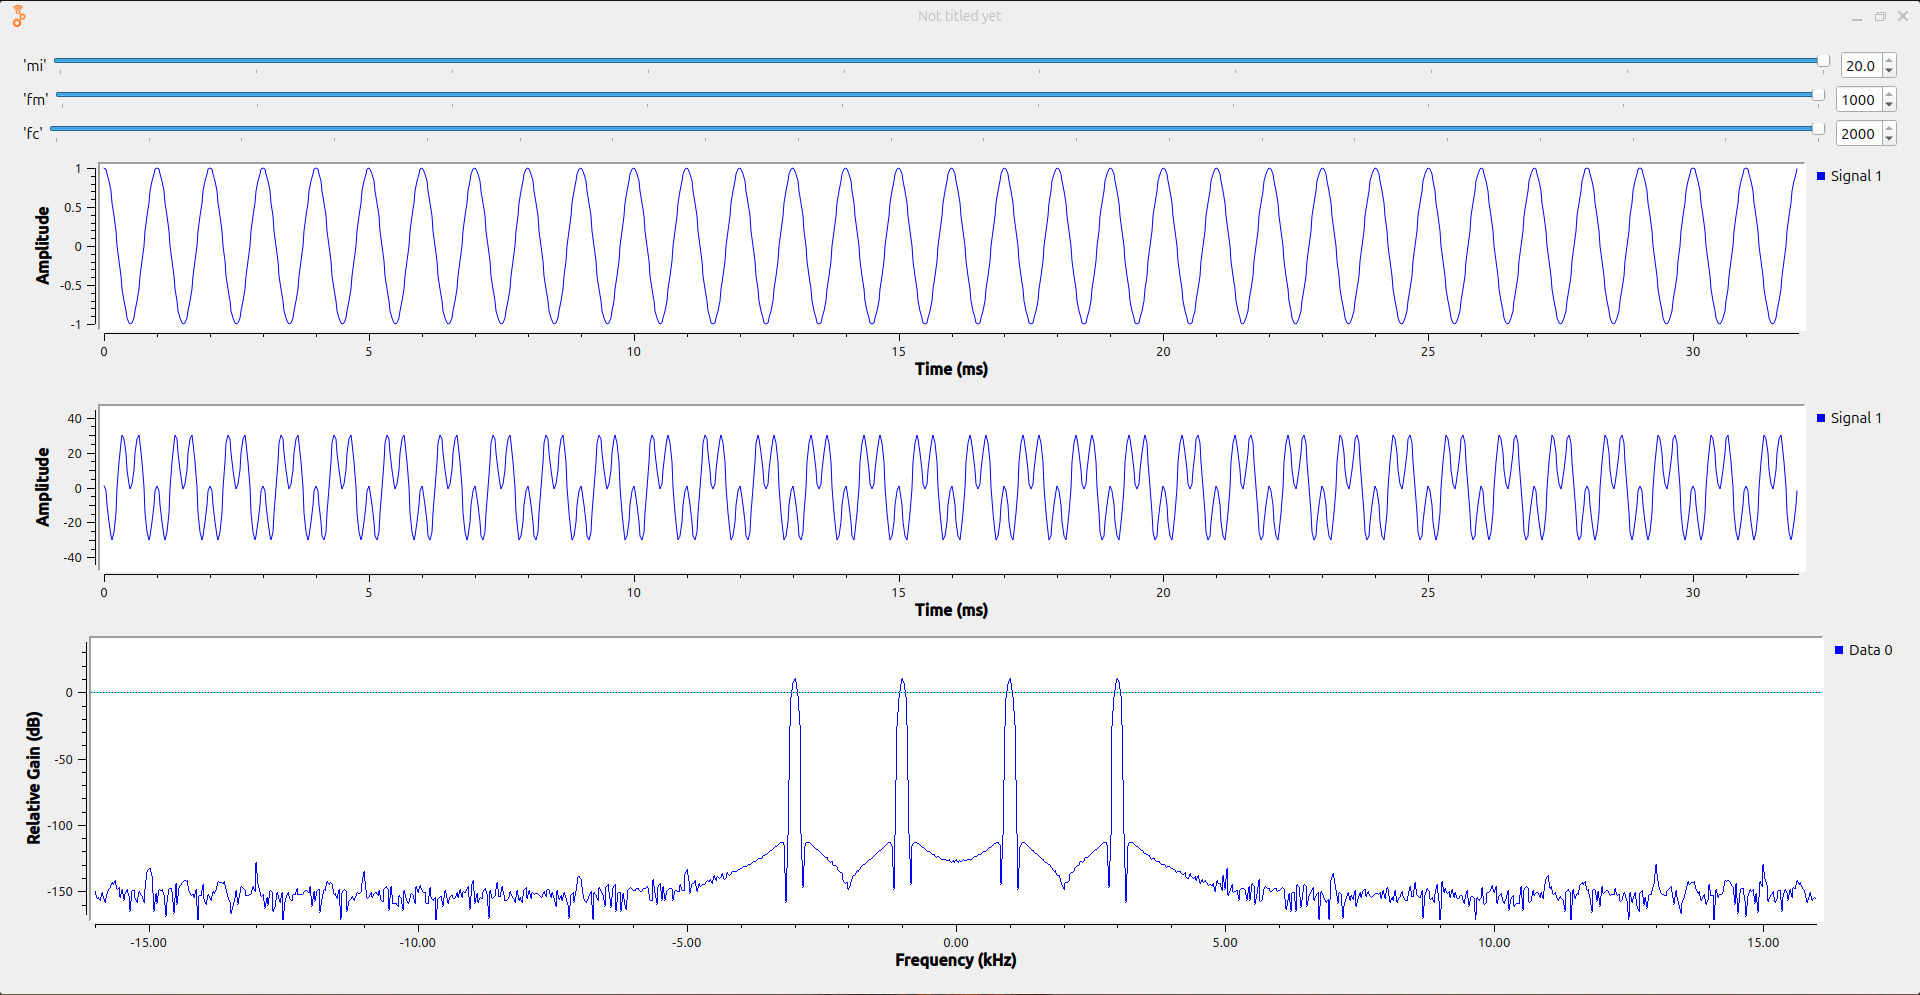 Not titled yet
'mi' 20.0
'fm' 1000
'fc' 2000
Signal 1
Amplitude
1
0.5
0
-0.5
-1
0 5 10 15 20 25 30
Time (ms)
Signal 1
Amplitude
40
20
0
-20
-40
0 5 10 15 20 25 30
Time (ms)
Data 0
Relative Gain (dB)
0
-50
-100
-150
-15.00 -10.00 -5.00 0.00 5.00 10.00 15.00
Frequency (kHz)